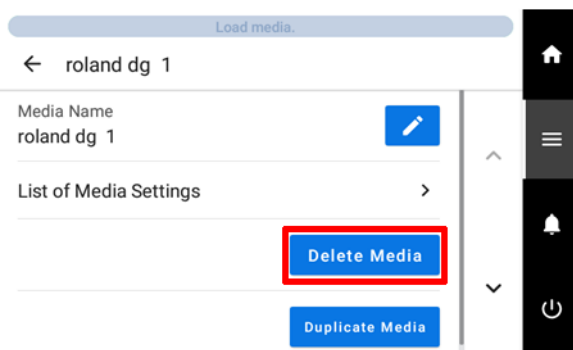 Load media.
roland dg 1
Media Name
roland dg 1
List of Media Settings
Delete Media
Duplicate Media